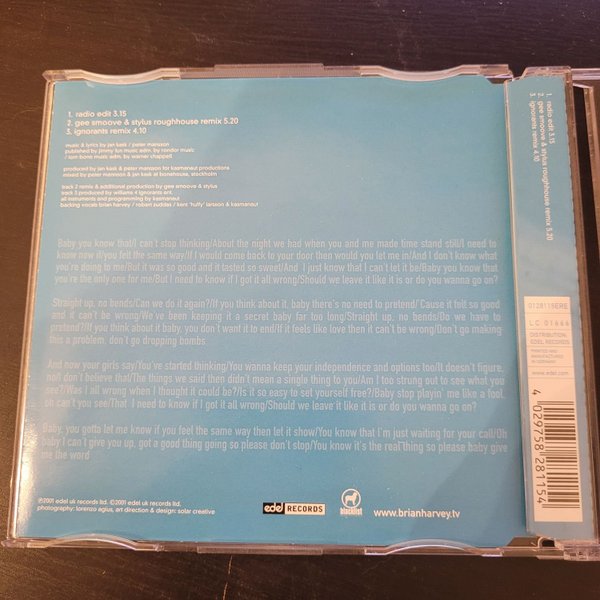 1. radio edit 3.15
2. gee smoove & stylus roughhouse remix 5.20
3. ignorants remix 4.10
music & lyrics by jan kask / peter mansson
published by jimmy fun music adm. by rondor music
/ lom bons music adm. by warner chappell
produced by jan kask & peter mansson for kasmanaut productions
mixed by peter mansson & jan kask at bonehouse, stockholm
track 2 remix & additional production by gee smoove & stylus
track 3 produced by williams 4 ignorants ent.
all instruments and programming by kasmanaut
backing vocals brian harvey / robert zuddas / kent 'huffy' larsson & kasmanaut
Baby you know that/I can't stop thinking/About the night we had when you and me made time stand still/I need to
know now if/you felt the same way/If I would come back to your door then would you let me in/And I don't know what
you're doing to me/But it was so good and it tasted so sweet/And I just know that I can't let it be/Baby you know that
you're the only one for me/But I need to know if I got it all wrong/Should we leave it like it is or do you wanna go on?
Straight up, no bends/Can we do it again?/If you think about it, baby there's no need to pretend/ Cause it felt so good
and it can't be wrong/We've been keeping it a secret baby far too long/Straight up, no bends/Do we have to
pretend?/If you think about it baby, you don't want it to end/If it feels like love then it can't be wrong/Don't go making
this a problem, don't go dropping bombs
And now your girls say/You've started thinking/You wanna keep your independence and options too/It doesn't figure,
no/I don't believe that/The things we said then didn't mean a single thing to you/Am I too strung out to see what you
see?/Was I all wrong when I thought it could be?/Is it so easy to set yourself free?/Baby stop playin' me like a fool,
oh can't you see/That I need to know if I got it all wrong/Should we leave it like it is or do you wanna go on?
Baby, you gotta let me know if you feel the same way then let it show/You know that I'm just waiting for your call/Oh
baby I can't give you up, got a good thing going so please don't stop/You know it's the real thing so please baby give
me the word
℗2001 edel uk records ltd. ©2001 edel uk records ltd.
photography: lorenzo agius, art direction & design: solar creative
edel RECORDS
blacklist
www.brianharvey.tv
1. radio edit 3.15
2. gee smoove & stylus roughhouse remix 5.20
3. ignorants remix 4.10
0128115ERE
LC 01666
DISTRIBUTION:
EDEL RECORDS
PRINTED AND
MANUFACTURED
IN GERMANY
www.edel.com
4 029758 281154